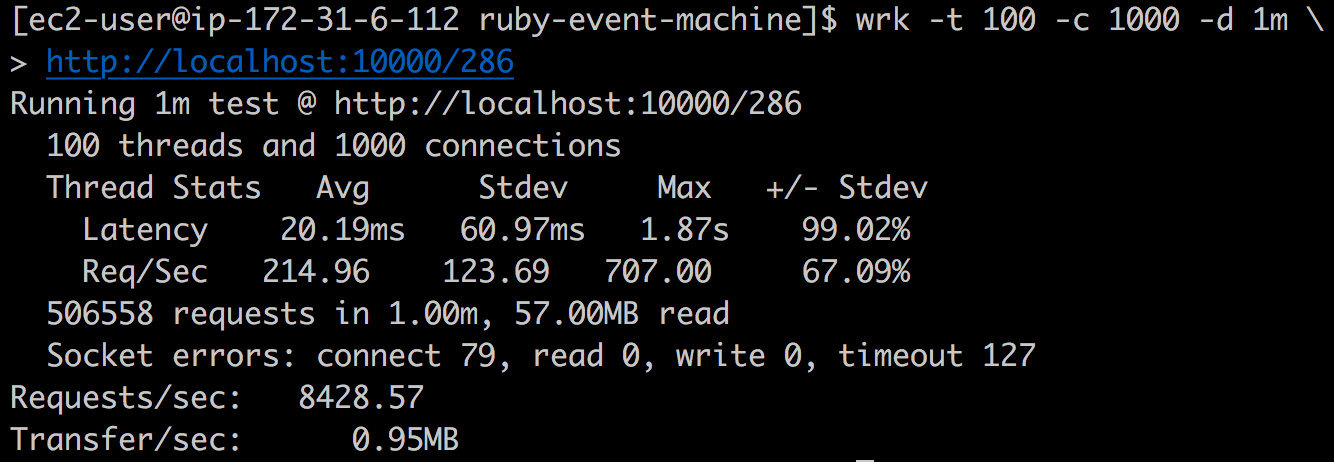 [ec2-user@ip-172-31-6-112 ruby-event-machine]$ wrk -t 100 -c 1000 -d 1m \
> http://localhost:10000/286
Running 1m test @ http://localhost:10000/286
  100 threads and 1000 connections
  Thread Stats   Avg      Stdev     Max   +/- Stdev
    Latency    20.19ms   60.97ms   1.87s    99.02%
    Req/Sec   214.96    123.69   707.00     67.09%
  506558 requests in 1.00m, 57.00MB read
  Socket errors: connect 79, read 0, write 0, timeout 127
Requests/sec:   8428.57
Transfer/sec:      0.95MB